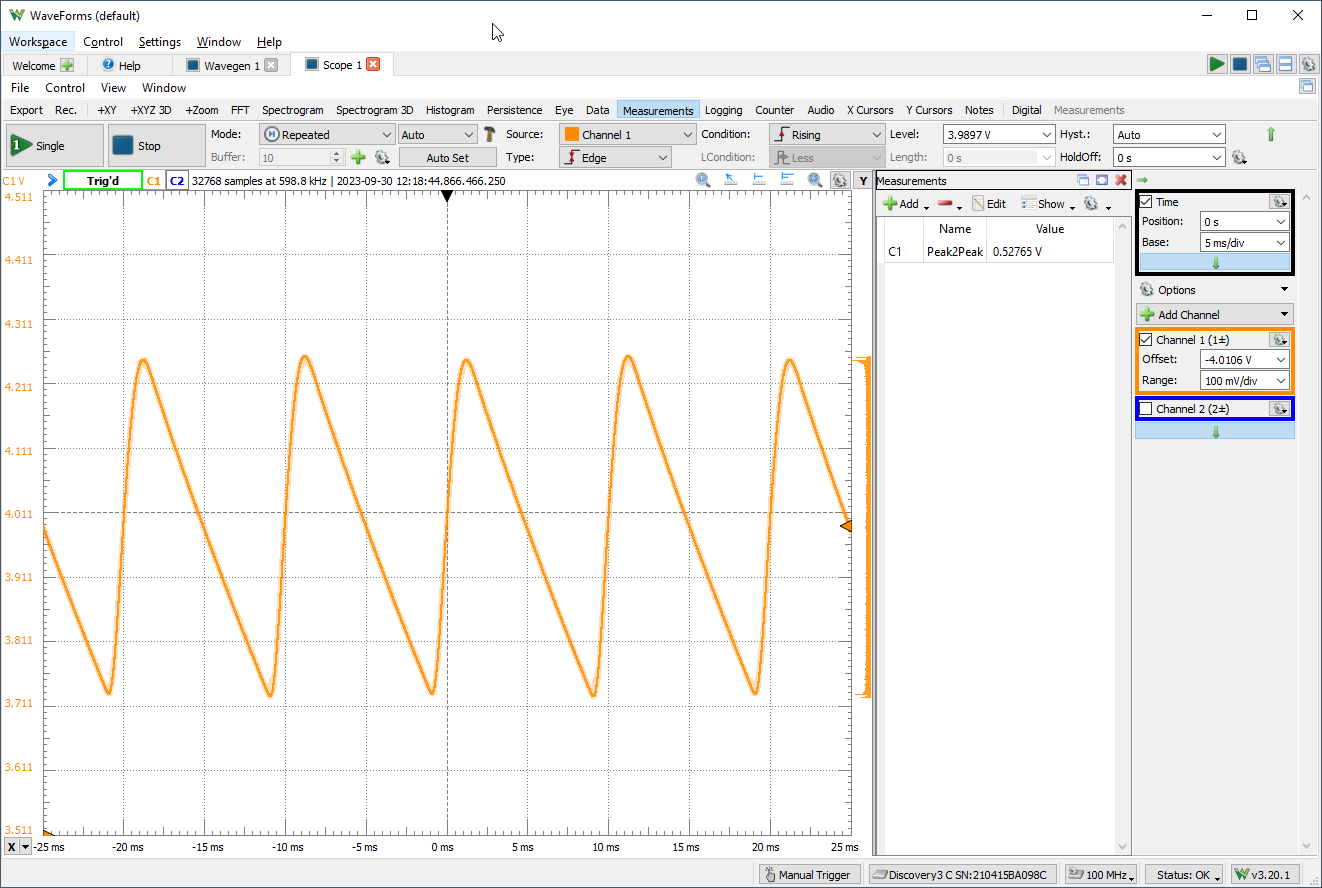 WaveForms (default)
Workspace Control Settings Window Help
Welcome Help Wavegen 1 Scope 1
File Control View Window
Export Rec. +XY +XYZ 3D +Zoom FFT Spectrogram Spectrogram 3D Histogram Persistence Eye Data Measurements Logging Counter Audio X Cursors Y Cursors Notes Digital Measurements
1 Single Stop Mode: Repeated Auto Source: Channel 1 Condition: Rising Level: 3.9897 V Hyst.: Auto
Buffer: 10 Auto Set Type: Edge LCondition: Less Length: 0 s HoldOff: 0 s
C1 V Trig'd C1 C2 32768 samples at 598.8 kHz | 2023-09-30 12:18:44.866.466.250 Y
4.511
4.411
4.311
4.211
4.111
4.011
3.911
3.811
3.711
3.611
3.511
X -25 ms -20 ms -15 ms -10 ms -5 ms 0 ms 5 ms 10 ms 15 ms 20 ms 25 ms
Measurements
Add Edit Show
Name Value
C1 Peak2Peak 0.52765 V
Time
Position: 0 s
Base: 5 ms/div
Options
Add Channel
Channel 1 (1±)
Offset: -4.0106 V
Range: 100 mV/div
Channel 2 (2±)
Manual Trigger Discovery3 C SN:210415BA098C 100 MHz Status: OK v3.20.1